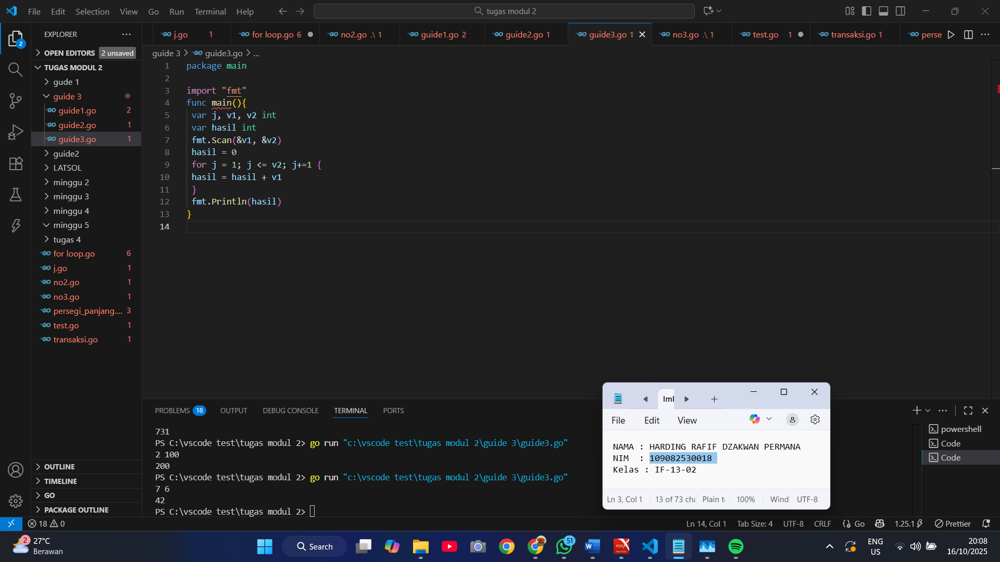 File Edit Selection View Go Run Terminal Help
tugas modul 2
EXPLORER
OPEN EDITORS 2 unsaved
TUGAS MODUL 2
gude 1
guide 3
guide1.go 2
guide2.go 1
guide3.go 1
guide2
LATSOL
minggu 2
minggu 3
minggu 4
minggu 5
tugas 4
for loop.go 6
j.go 1
no2.go 1
no3.go 1
persegi_panjang.... 3
test.go 1
transaksi.go 1
OUTLINE
TIMELINE
GO
PACKAGE OUTLINE
j.go 1 for loop.go 6 no2.go .\ 1 guide1.go 2 guide2.go 1 guide3.go 1 no3.go .\ 1 test.go 1 transaksi.go 1 perse
guide 3 > guide3.go > ...
1 package main
2
3 import "fmt"
4 func main(){
5 var j, v1, v2 int
6 var hasil int
7 fmt.Scan(&v1, &v2)
8 hasil = 0
9 for j = 1; j <= v2; j+=1 {
10 hasil = hasil + v1
11 }
12 fmt.Println(hasil)
13 }
14
PROBLEMS 18 OUTPUT DEBUG CONSOLE TERMINAL PORTS
731
PS C:\vscode test\tugas modul 2> go run "c:\vscode test\tugas modul 2\guide 3\guide3.go"
2 100
200
PS C:\vscode test\tugas modul 2> go run "c:\vscode test\tugas modul 2\guide 3\guide3.go"
7 6
42
PS C:\vscode test\tugas modul 2>
powershell
Code
Code
File Edit View
NAMA : HARDING RAFIF DZAKWAN PERMANA
NIM : 109082530018
Kelas : IF-13-02
Ln 3, Col 1 13 of 73 cha Plain t 100% Wind UTF-8
18 0
Ln 14, Col 1 Tab Size: 4 UTF-8 CRLF Go 1.25.1 Prettier
2
27°C
Berawan
Search
51
ENG
US
20:08
16/10/2025